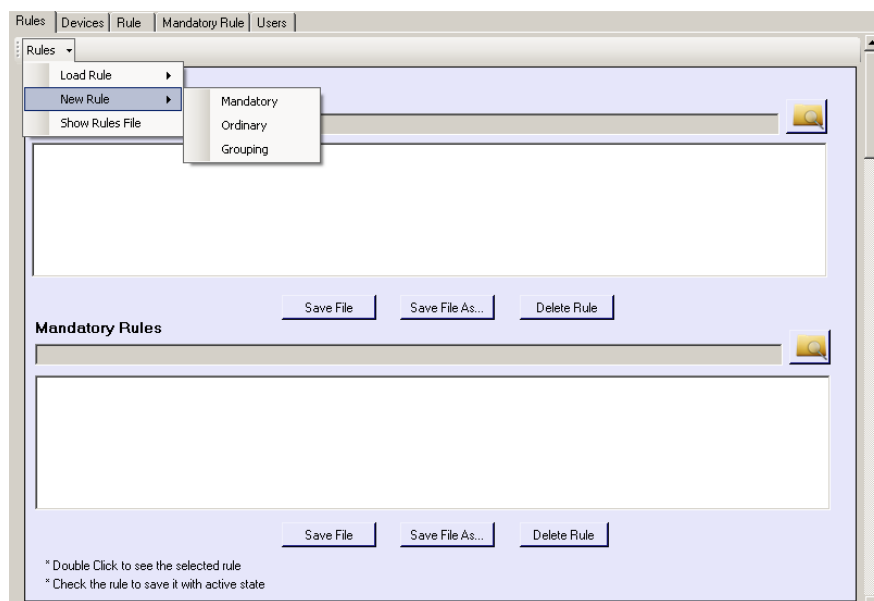 Rules Devices Rule Mandatory Rule Users
Rules
Load Rule
New Rule
Show Rules File
Mandatory
Ordinary
Grouping
Save File Save File As... Delete Rule
Mandatory Rules
Save File Save File As... Delete Rule
* Double Click to see the selected rule
* Check the rule to save it with active state